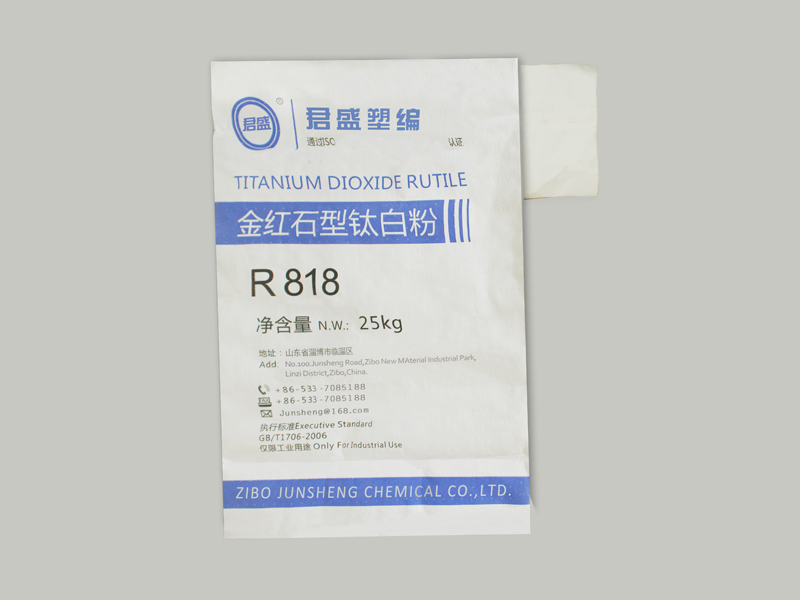 君盛
®
君盛塑编
通过ISO 认证
TITANIUM DIOXIDE RUTILE
金红石型钛白粉
R 818
净含量 N.W.: 25kg
地址：山东省淄博市临淄区
Add: No.100.Junsheng Road,Zibo New MAterial Industrial Park,
Linzi District,Zibo,China.
+86-533-7085188
+86-533-7085188
Junsheng@168.com
执行标准Executive Standard
GB/T1706-2006
仅限工业用途 Only For Industrial Use
ZIBO JUNSHENG CHEMICAL CO.,LTD.